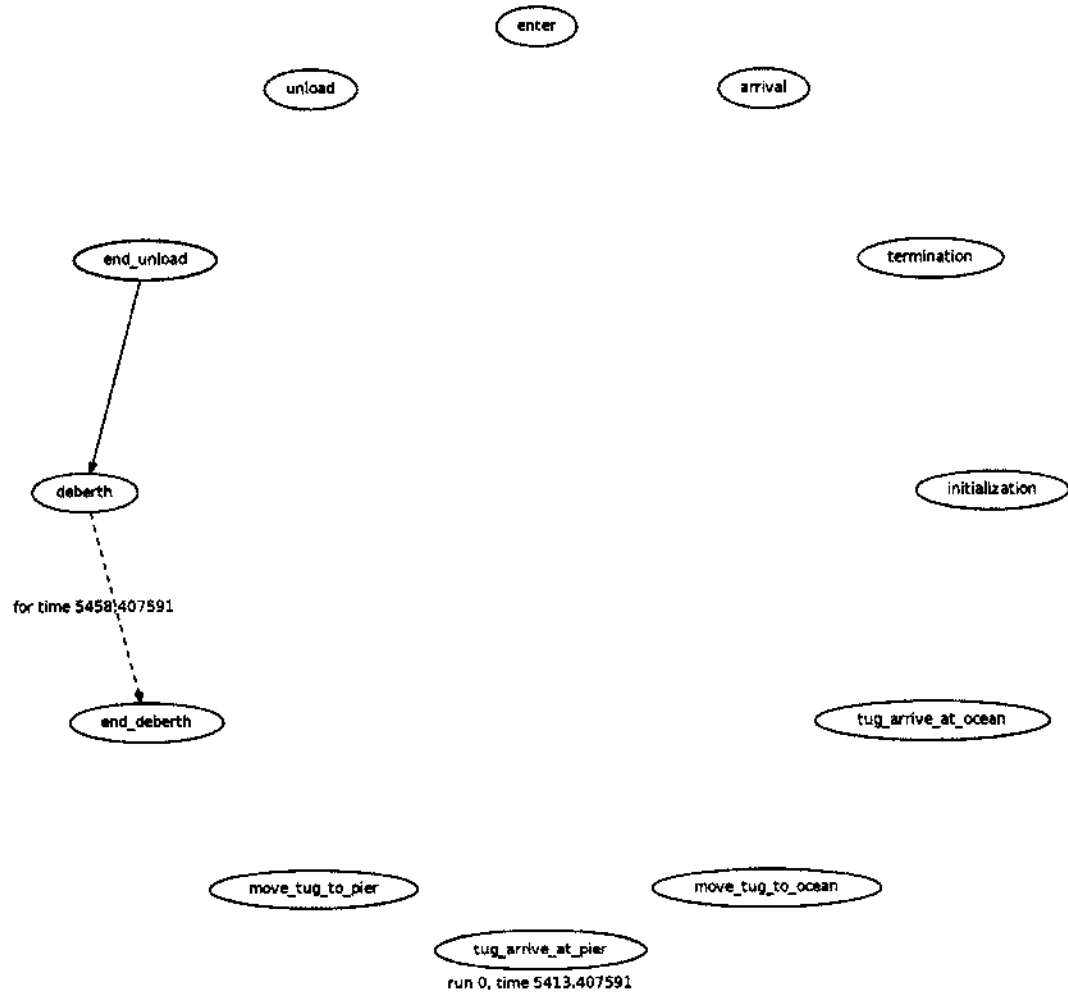 enter
unload
arrival
end_unload
termination
deberth
initialization
for time 5458.407591
end_deberth
tug_arrive_at_ocean
move_tug_to_pier
move_tug_to_ocean
tug_arrive_at_pier
run 0, time 5413.407591